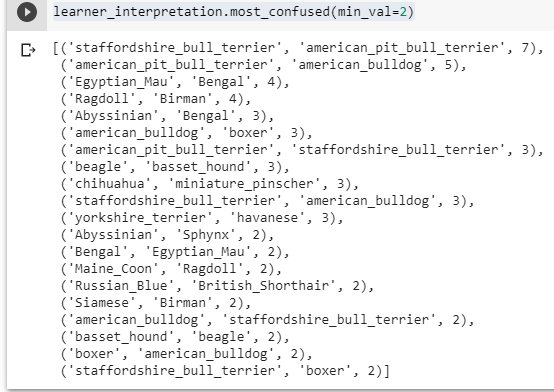 learner_interpretation.most_confused(min_val=2)
[('staffordshire_bull_terrier', 'american_pit_bull_terrier', 7),
('american_pit_bull_terrier', 'american_bulldog', 5),
('Egyptian_Mau', 'Bengal', 4),
('Ragdoll', 'Birman', 4),
('Abyssinian', 'Bengal', 3),
('american_bulldog', 'boxer', 3),
('american_pit_bull_terrier', 'staffordshire_bull_terrier', 3),
('beagle', 'basset_hound', 3),
('chihuahua', 'miniature_pinscher', 3),
('staffordshire_bull_terrier', 'american_bulldog', 3),
('yorkshire_terrier', 'havanese', 3),
('Abyssinian', 'Sphynx', 2),
('Bengal', 'Egyptian_Mau', 2),
('Maine_Coon', 'Ragdoll', 2),
('Russian_Blue', 'British_Shorthair', 2),
('Siamese', 'Birman', 2),
('american_bulldog', 'staffordshire_bull_terrier', 2),
('basset_hound', 'beagle', 2),
('boxer', 'american_bulldog', 2),
('staffordshire_bull_terrier', 'boxer', 2)]